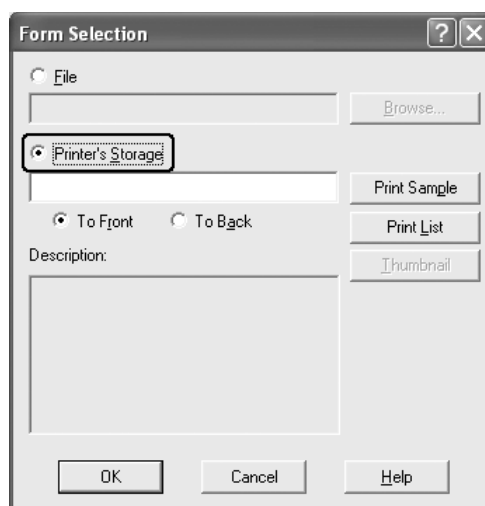 Form Selection
File
Browse...
Printer's Storage
Print Sample
To Front To Back
Print List
Description:
Thumbnail
OK Cancel Help